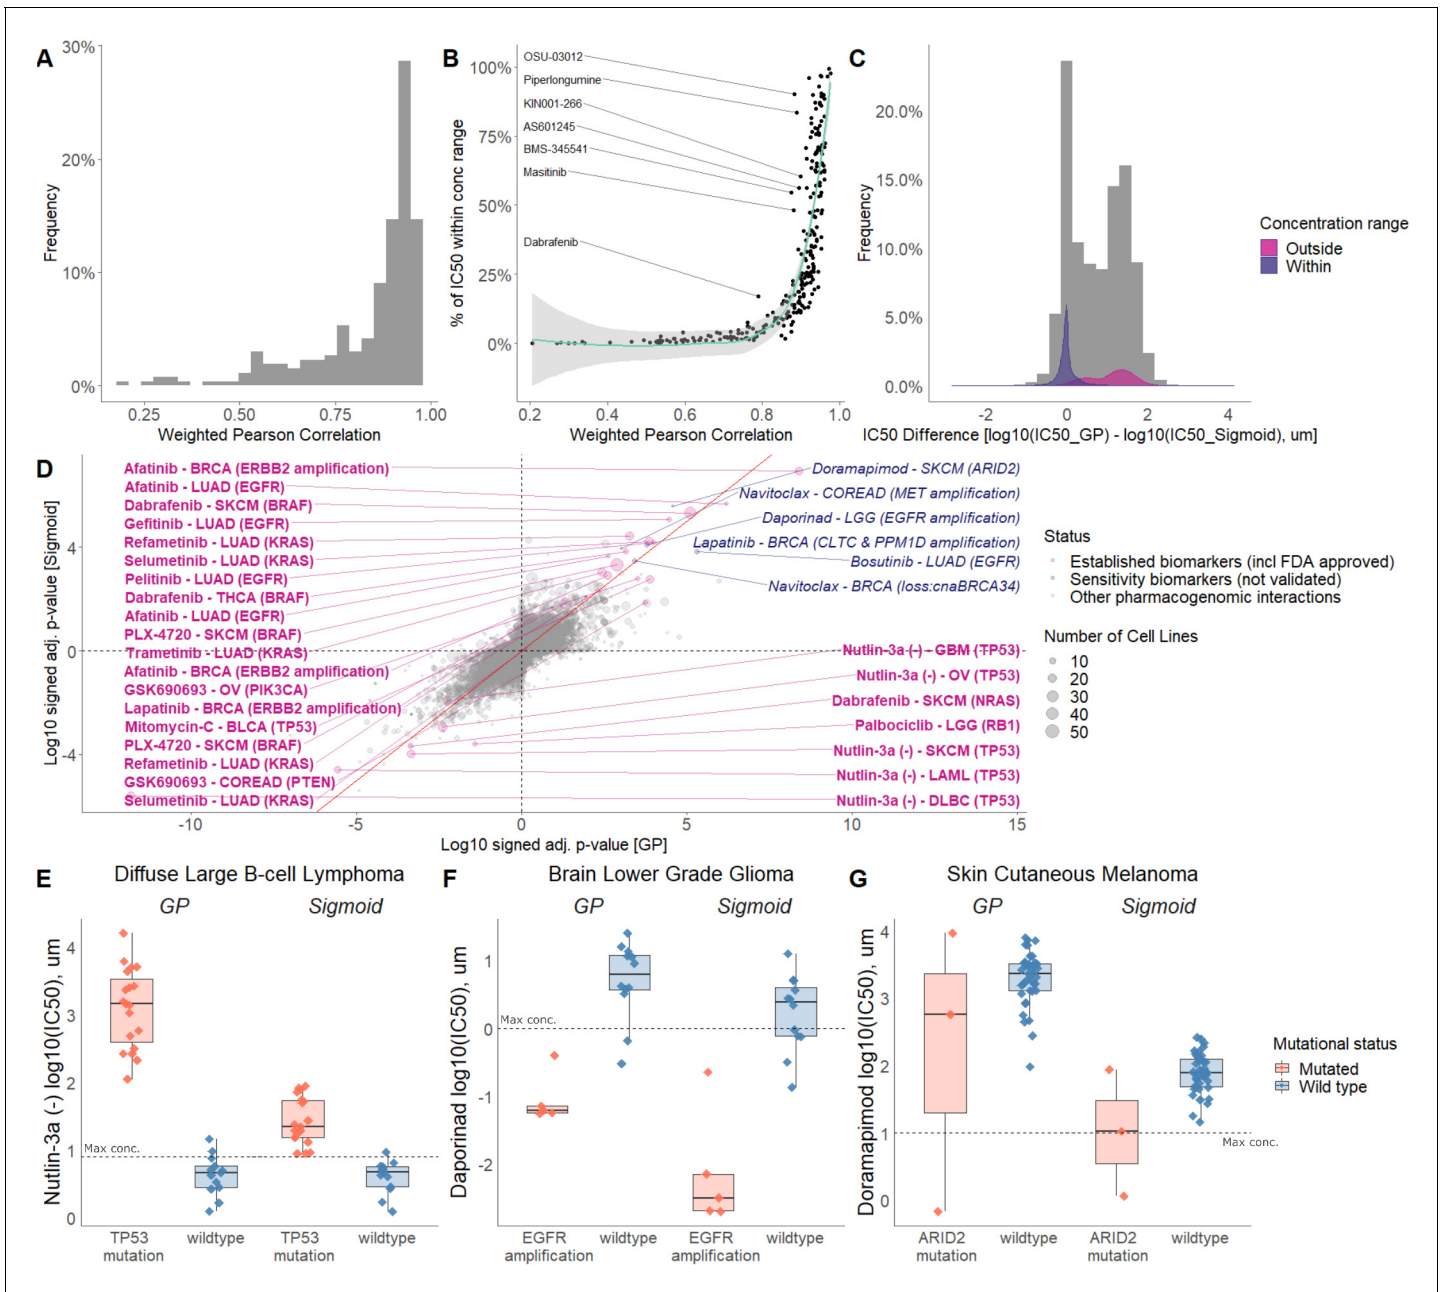 A
30%
20%
10%
0%
Frequency
0.25
0.50
0.75
1.00
Weighted Pearson Correlation
B
100%
75%
50%
25%
0%
% of IC50 within conc range
OSU-03012
Piperlongumine
KIN001-266
AS601245
BMS-345541
Masitinib
Dabrafenib
0.2
0.4
0.6
0.8
1.0
Weighted Pearson Correlation
C
20.0%
15.0%
10.0%
5.0%
0.0%
Frequency
-2
0
2
4
IC50 Difference [log10(IC50_GP) - log10(IC50_Sigmoid), um]
Concentration range
Outside
Within
D
Log10 signed adj. p-value [Sigmoid]
4
0
-4
Afatinib - BRCA (ERBB2 amplification)
Afatinib - LUAD (EGFR)
Dabrafenib - SKCM (BRAF)
Gefitinib - LUAD (EGFR)
Refametinib - LUAD (KRAS)
Selumetinib - LUAD (KRAS)
Pelitinib - LUAD (EGFR)
Dabrafenib - THCA (BRAF)
Afatinib - LUAD (EGFR)
PLX-4720 - SKCM (BRAF)
Trametinib - LUAD (KRAS)
Afatinib - BRCA (ERBB2 amplification)
GSK690693 - OV (PIK3CA)
Lapatinib - BRCA (ERBB2 amplification)
Mitomycin-C - BLCA (TP53)
PLX-4720 - SKCM (BRAF)
Refametinib - LUAD (KRAS)
GSK690693 - COREAD (PTEN)
Selumetinib - LUAD (KRAS)
Doramapimod - SKCM (ARID2)
Navitoclax - COREAD (MET amplification)
Daporinad - LGG (EGFR amplification)
Lapatinib - BRCA (CLTC & PPM1D amplification)
Bosutinib - LUAD (EGFR)
Navitoclax - BRCA (loss:cnaBRCA34)
Nutlin-3a (-) - GBM (TP53)
Nutlin-3a (-) - OV (TP53)
Dabrafenib - SKCM (NRAS)
Palbociclib - LGG (RB1)
Nutlin-3a (-) - SKCM (TP53)
Nutlin-3a (-) - LAML (TP53)
Nutlin-3a (-) - DLBC (TP53)
-10
-5
0
5
10
15
Log10 signed adj. p-value [GP]
Status
Established biomarkers (incl FDA approved)
Sensitivity biomarkers (not validated)
Other pharmacogenomic interactions
Number of Cell Lines
10
20
30
40
50
E
Diffuse Large B-cell Lymphoma
GP
Sigmoid
Nutlin-3a (-) log10(IC50), um
4
3
2
1
0
Max conc.
TP53 mutation
wildtype
TP53 mutation
wildtype
F
Brain Lower Grade Glioma
GP
Sigmoid
Daporinad log10(IC50), um
1
0
-1
-2
Max conc.
EGFR amplification
wildtype
EGFR amplification
wildtype
G
Skin Cutaneous Melanoma
GP
Sigmoid
Doramapimod log10(IC50), um
4
3
2
1
0
Max conc.
ARID2 mutation
wildtype
ARID2 mutation
wildtype
Mutational status
Mutated
Wild type